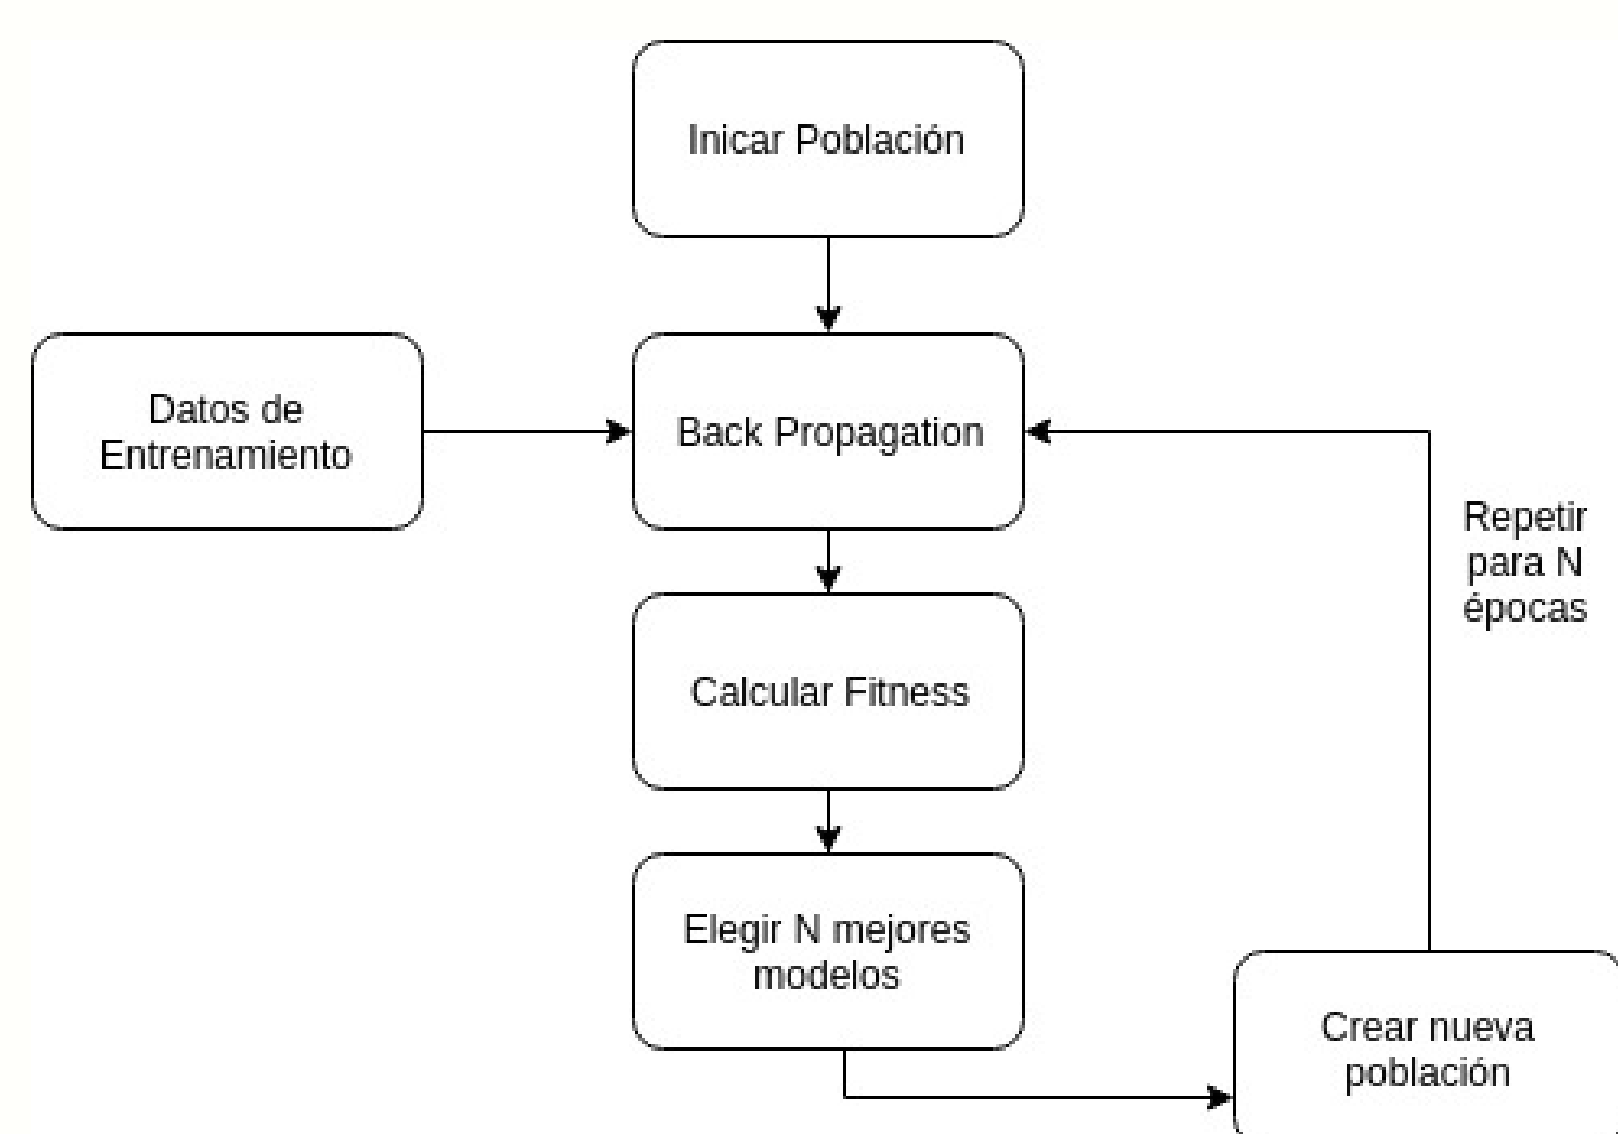 Inicar Población
Datos de
Entrenamiento
Back Propagation
Repetir
para N
épocas
Calcular Fitness
Elegir N mejores
modelos
Crear nueva
población